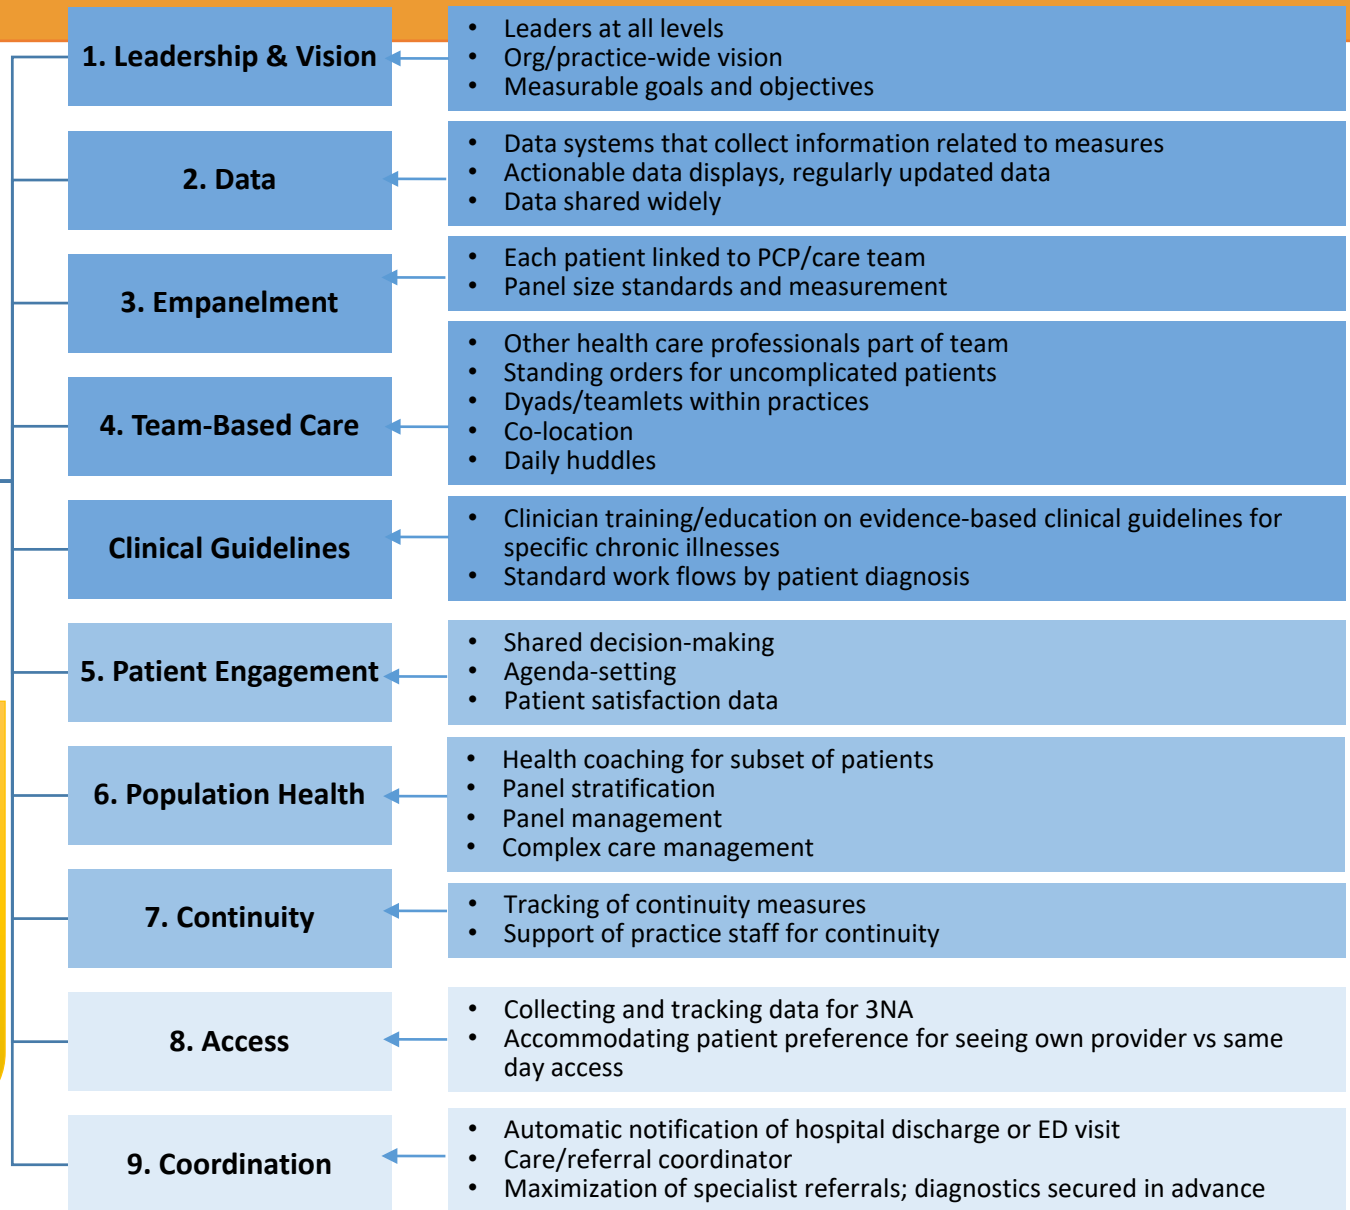 1. Leadership & Vision
• Leaders at all levels
• Org/practice-wide vision
• Measurable goals and objectives
2. Data
• Data systems that collect information related to measures
• Actionable data displays, regularly updated data
• Data shared widely
3. Empanelment
• Each patient linked to PCP/care team
• Panel size standards and measurement
4. Team-Based Care
• Other health care professionals part of team
• Standing orders for uncomplicated patients
• Dyads/teamlets within practices
• Co-location
• Daily huddles
Clinical Guidelines
• Clinician training/education on evidence-based clinical guidelines for
specific chronic illnesses
• Standard work flows by patient diagnosis
5. Patient Engagement
• Shared decision-making
• Agenda-setting
• Patient satisfaction data
6. Population Health
• Health coaching for subset of patients
• Panel stratification
• Panel management
• Complex care management
7. Continuity
• Tracking of continuity measures
• Support of practice staff for continuity
8. Access
• Collecting and tracking data for 3NA
• Accommodating patient preference for seeing own provider vs same
day access
9. Coordination
• Automatic notification of hospital discharge or ED visit
• Care/referral coordinator
• Maximization of specialist referrals; diagnostics secured in advance